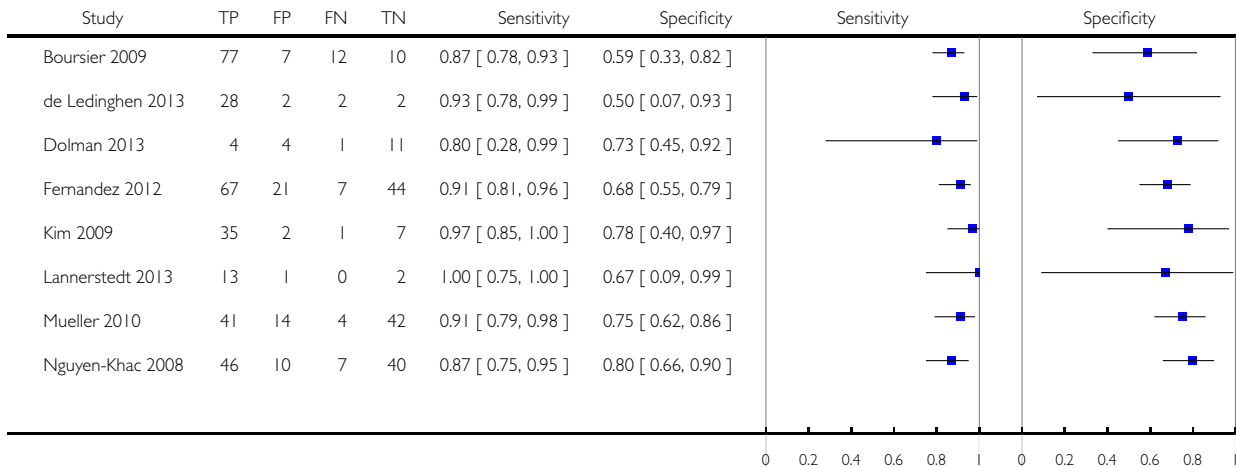 Study TP FP FN TN Sensitivity Specificity Sensitivity Specificity
Boursier 2009 77 7 12 10 0.87 [ 0.78, 0.93 ] 0.59 [ 0.33, 0.82 ]
de Ledinghen 2013 28 2 2 2 0.93 [ 0.78, 0.99 ] 0.50 [ 0.07, 0.93 ]
Dolman 2013 4 4 1 11 0.80 [ 0.28, 0.99 ] 0.73 [ 0.45, 0.92 ]
Fernandez 2012 67 21 7 44 0.91 [ 0.81, 0.96 ] 0.68 [ 0.55, 0.79 ]
Kim 2009 35 2 1 7 0.97 [ 0.85, 1.00 ] 0.78 [ 0.40, 0.97 ]
Lannerstedt 2013 13 1 0 2 1.00 [ 0.75, 1.00 ] 0.67 [ 0.09, 0.99 ]
Mueller 2010 41 14 4 42 0.91 [ 0.79, 0.98 ] 0.75 [ 0.62, 0.86 ]
Nguyen-Khac 2008 46 10 7 40 0.87 [ 0.75, 0.95 ] 0.80 [ 0.66, 0.90 ]
0 0.2 0.4 0.6 0.8 1 0 0.2 0.4 0.6 0.8 1